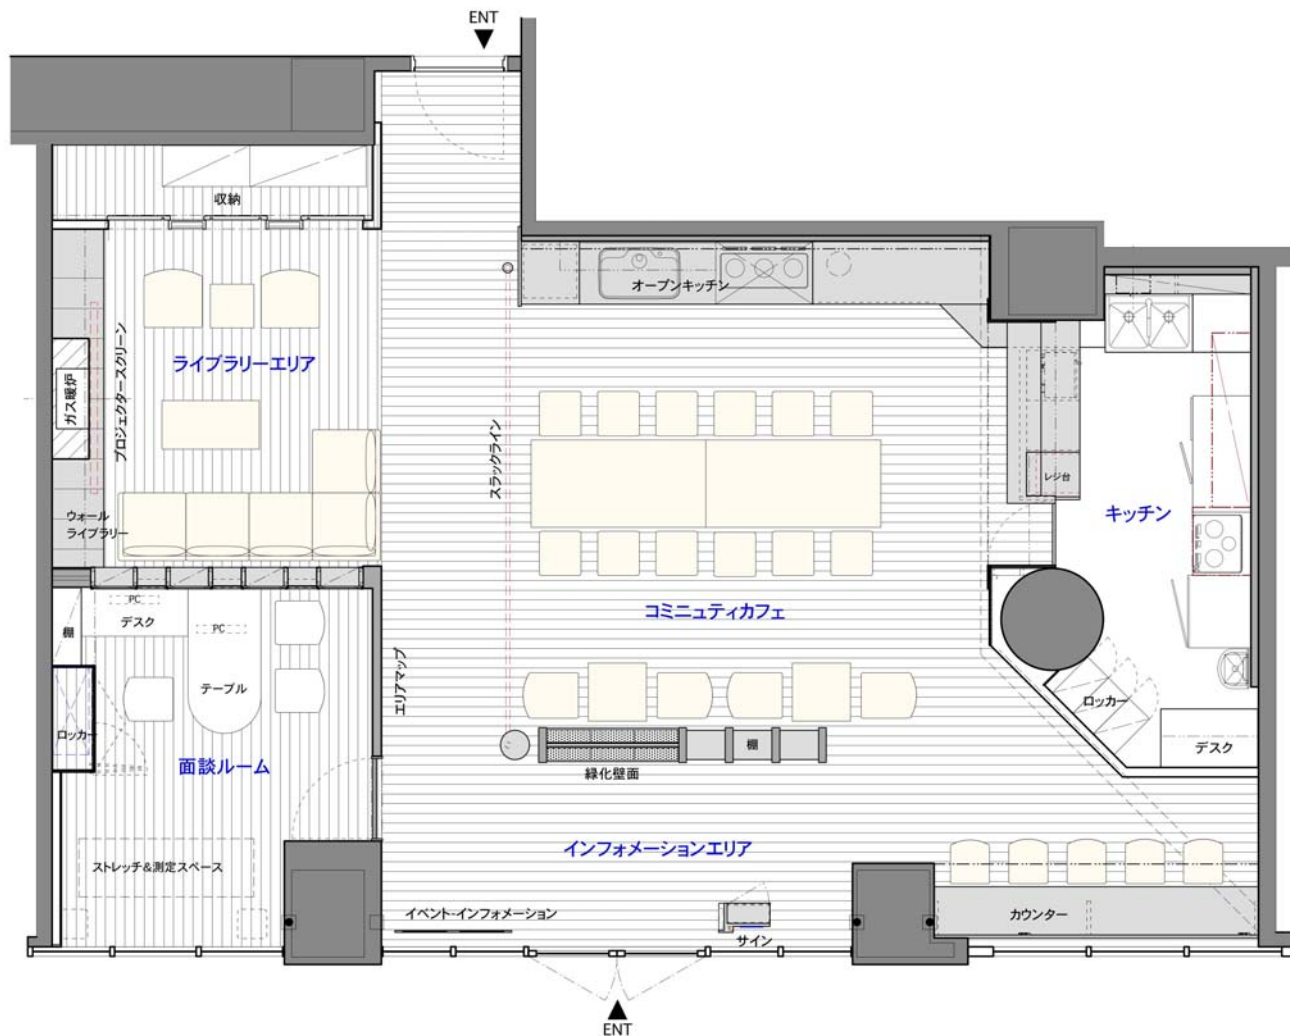 ENT
収納
オープンキッチン
ライブラリーエリア
ガス暖炉
プロジェクタースクリーン
スラックライン
レジ台
キッチン
ウォール
ライブラリー
PC
デスク
PC
棚
コミニュティカフェ
エリアマップ
テーブル
ロッカー
ロッカー
デスク
棚
面談ルーム
緑化壁面
インフォメーションエリア
ストレッチ&測定スペース
イベント・インフォメーション
カウンター
サイン
ENT